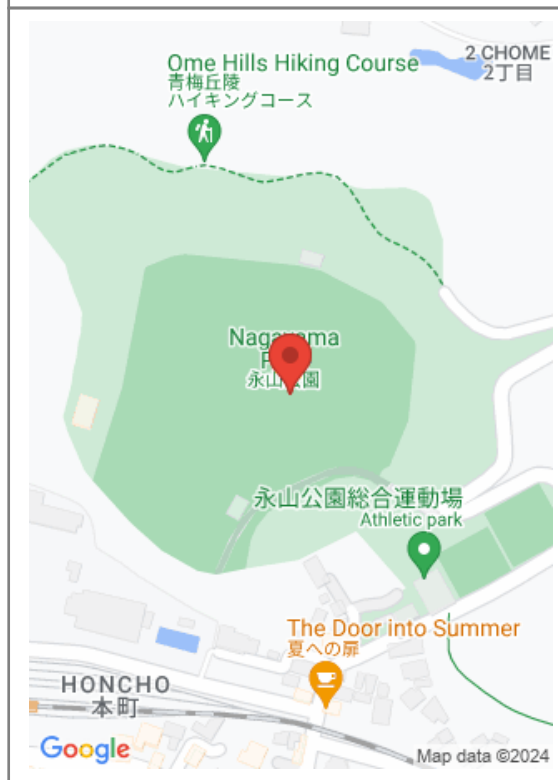 Ome Hills Hiking Course
青梅丘陵
ハイキングコース
2 CHOME
2丁目
永山公園
永山公園総合運動場
Athletic park
The Door into Summer
夏への扉
HONCHO
本町
Google
Map data ©2024